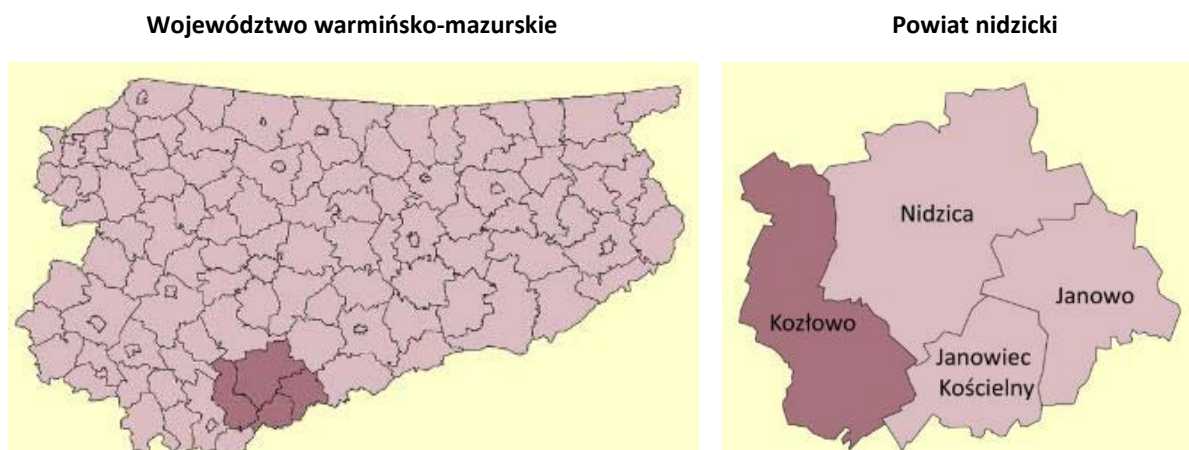 Województwo warmińsko-mazurskie
Powiat nidzicki
Nidzica
Janowo
Kozłowo
Janowiec
Kościelny